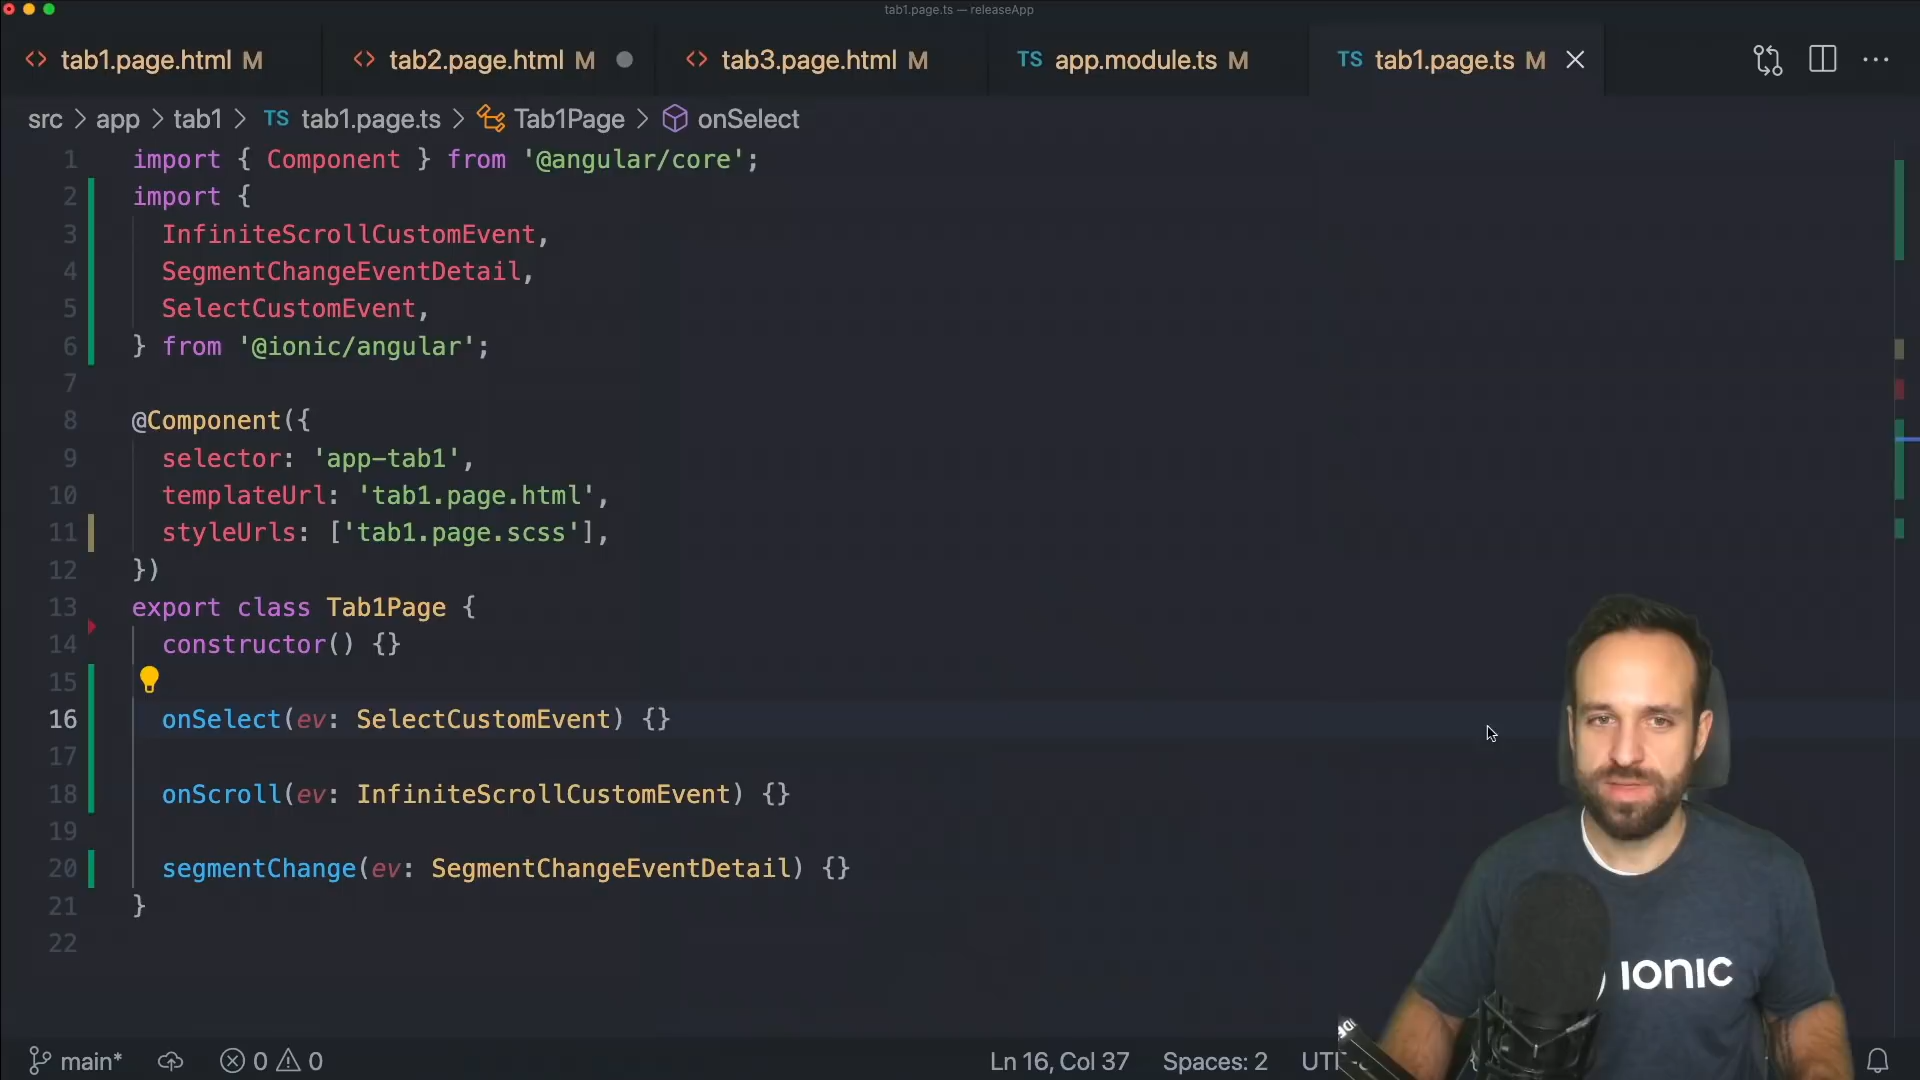 tab1.page.ts — releaseApp
<> tab1.page.html M
<> tab2.page.html M
<> tab3.page.html M
TS app.module.ts M
TS tab1.page.ts M
src > app > tab1 > TS tab1.page.ts > Tab1Page > onSelect
1 import { Component } from '@angular/core';
2 import {
3 InfiniteScrollCustomEvent,
4 SegmentChangeEventDetail,
5 SelectCustomEvent,
6 } from '@ionic/angular';
7
8 @Component({
9 selector: 'app-tab1',
10 templateUrl: 'tab1.page.html',
11 styleUrls: ['tab1.page.scss'],
12 })
13 export class Tab1Page {
14 constructor() {}
15
16 onSelect(ev: SelectCustomEvent) {}
17
18 onScroll(ev: InfiniteScrollCustomEvent) {}
19
20 segmentChange(ev: SegmentChangeEventDetail) {}
21 }
22
IONIC
main* 0 0 Ln 16, Col 37 Spaces: 2